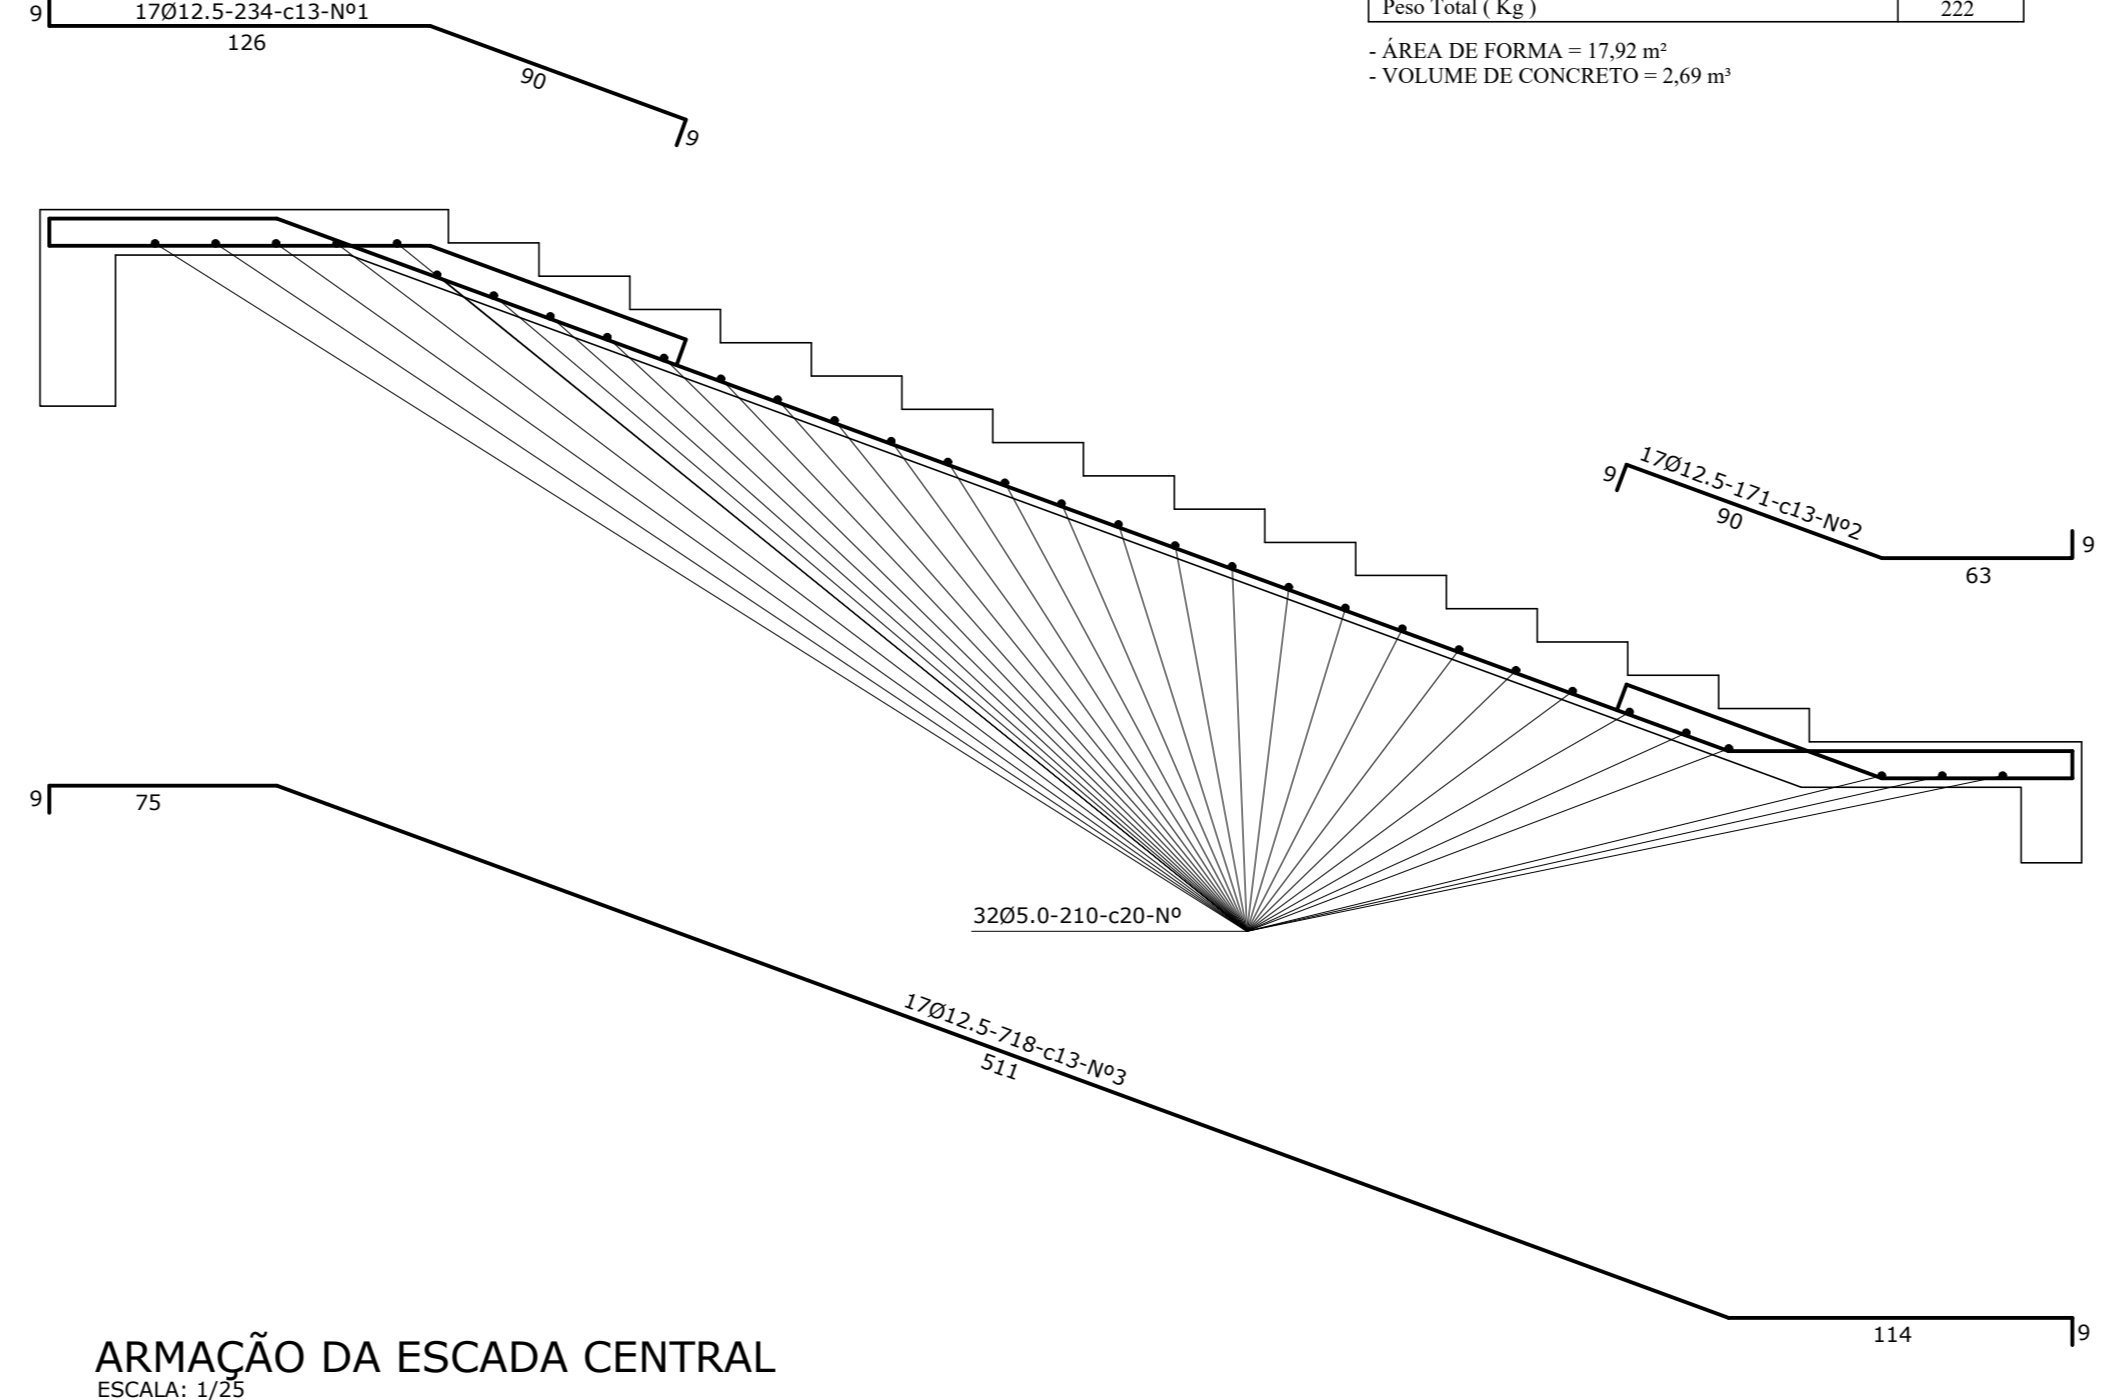 9
17Ø12.5-234-c13-Nº1
126
90
9
Peso Total ( Kg )
222
- ÁREA DE FORMA = 17,92 m²
- VOLUME DE CONCRETO = 2,69 m³
9
17Ø12.5-171-c13-Nº2
90
63
9
9
75
32Ø5.0-210-c20-Nº
17Ø12.5-718-c13-Nº3
511
114
9
ARMAÇÃO DA ESCADA CENTRAL
ESCALA: 1/25